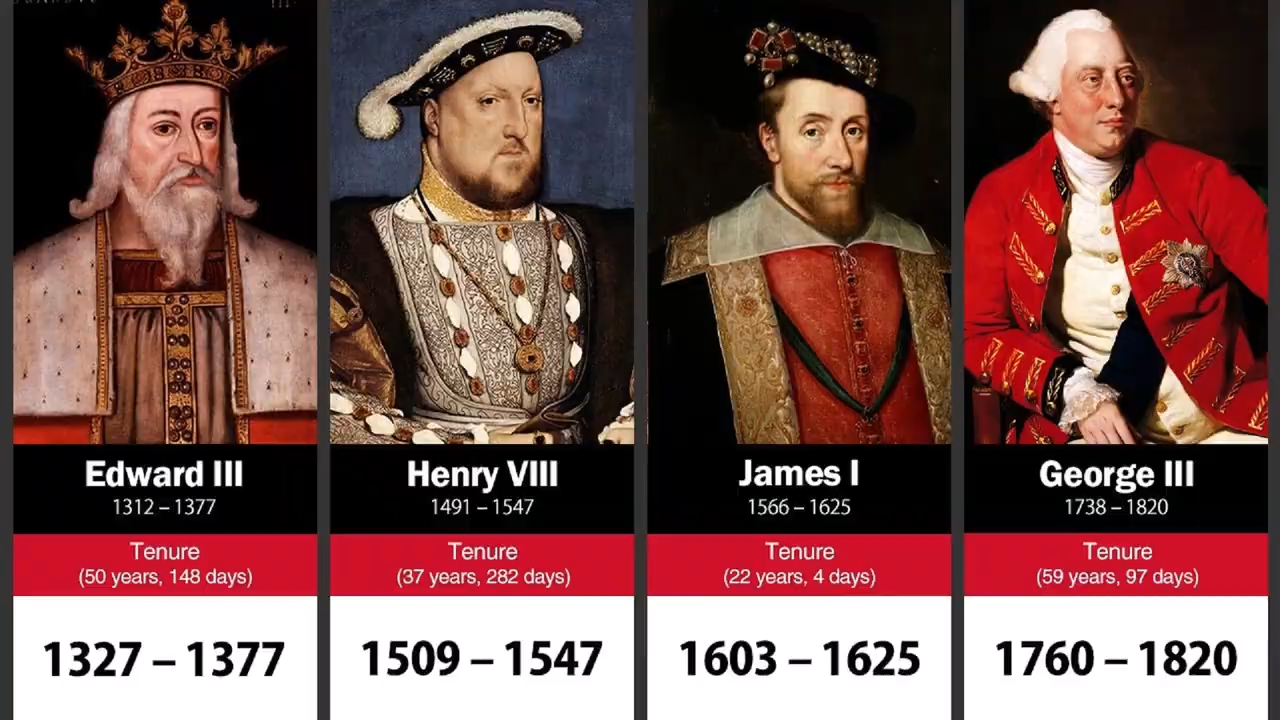 Edward III
1312 – 1377
Tenure
(50 years, 148 days)
1327 – 1377
Henry VIII
1491 – 1547
Tenure
(37 years, 282 days)
1509 – 1547
James I
1566 – 1625
Tenure
(22 years, 4 days)
1603 – 1625
George III
1738 – 1820
Tenure
(59 years, 97 days)
1760 – 1820